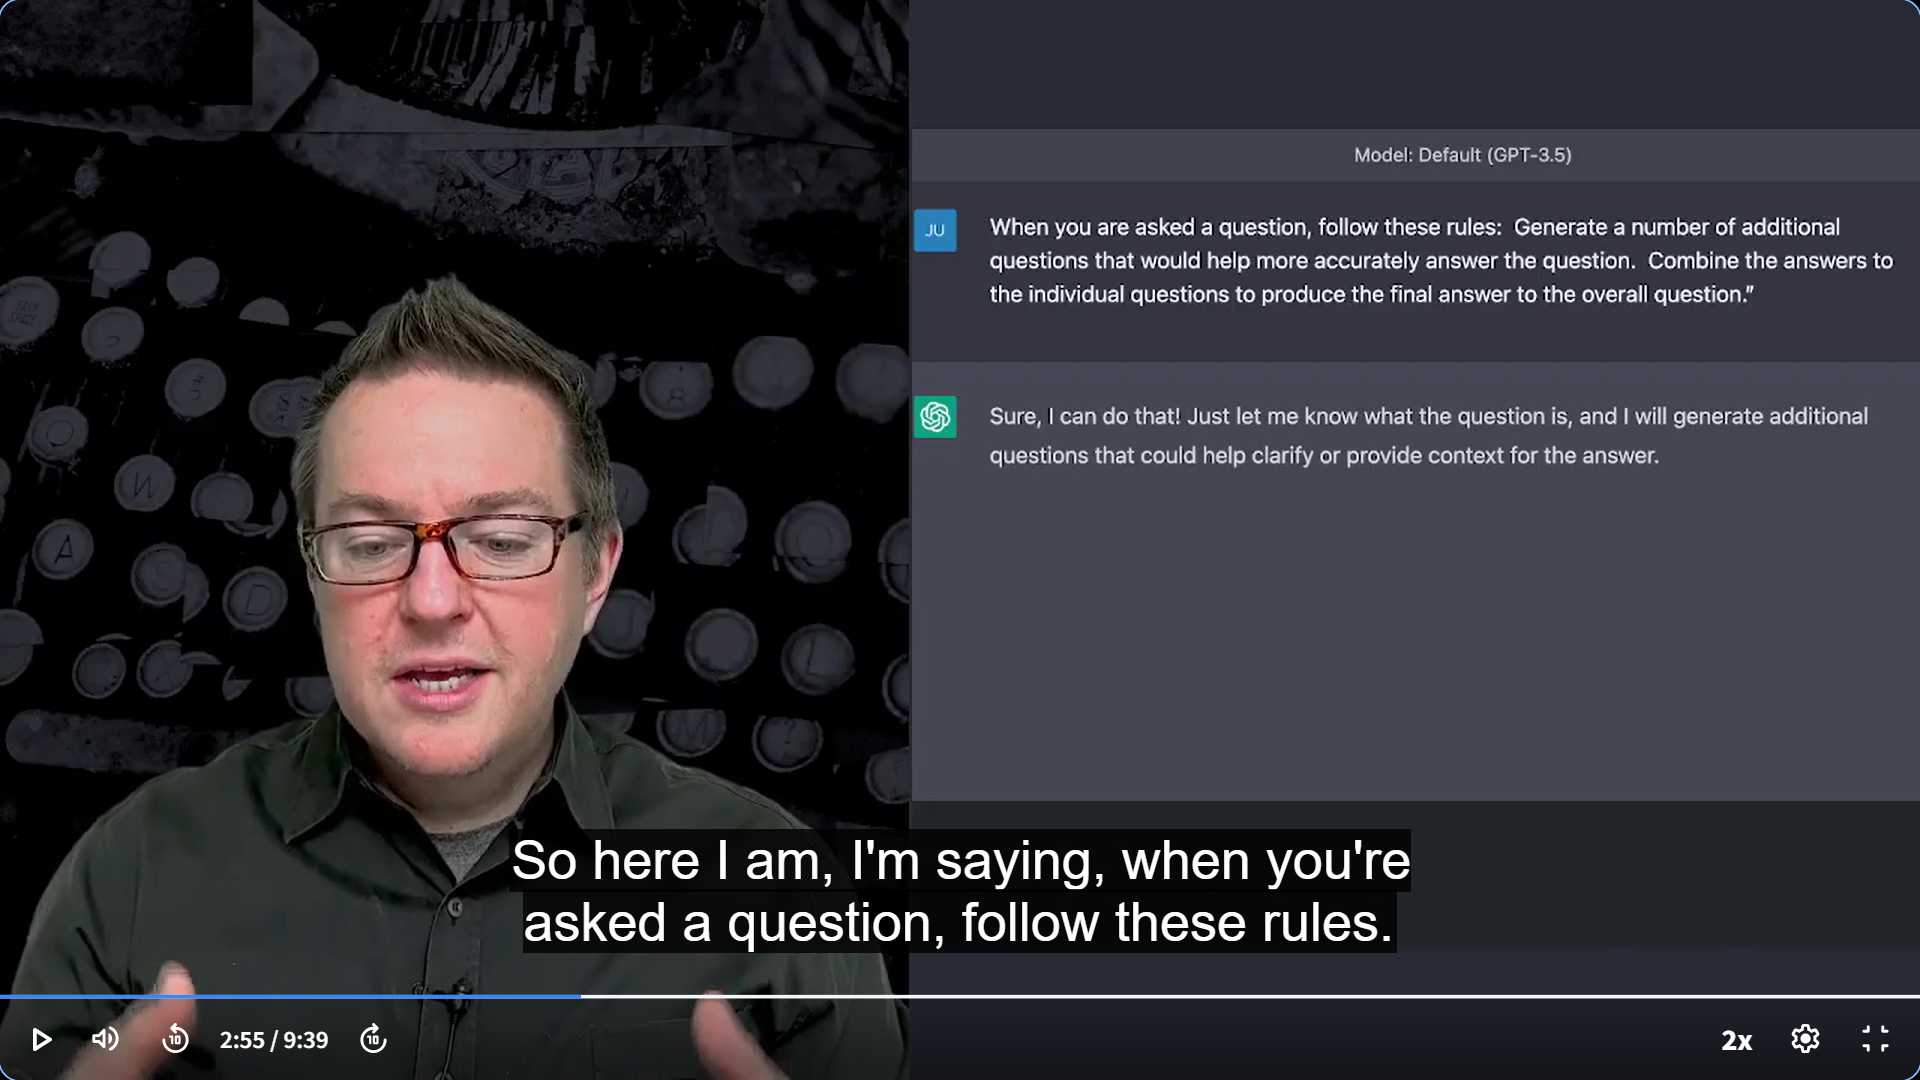 Model: Default (GPT-3.5)
JU
When you are asked a question, follow these rules:  Generate a number of additional
questions that would help more accurately answer the question.  Combine the answers to
the individual questions to produce the final answer to the overall question.”
Sure, I can do that! Just let me know what the question is, and I will generate additional
questions that could help clarify or provide context for the answer.
So here I am, I'm saying, when you're
asked a question, follow these rules.
10
2:55 / 9:39
10
2x
W
A
S
D
M
?